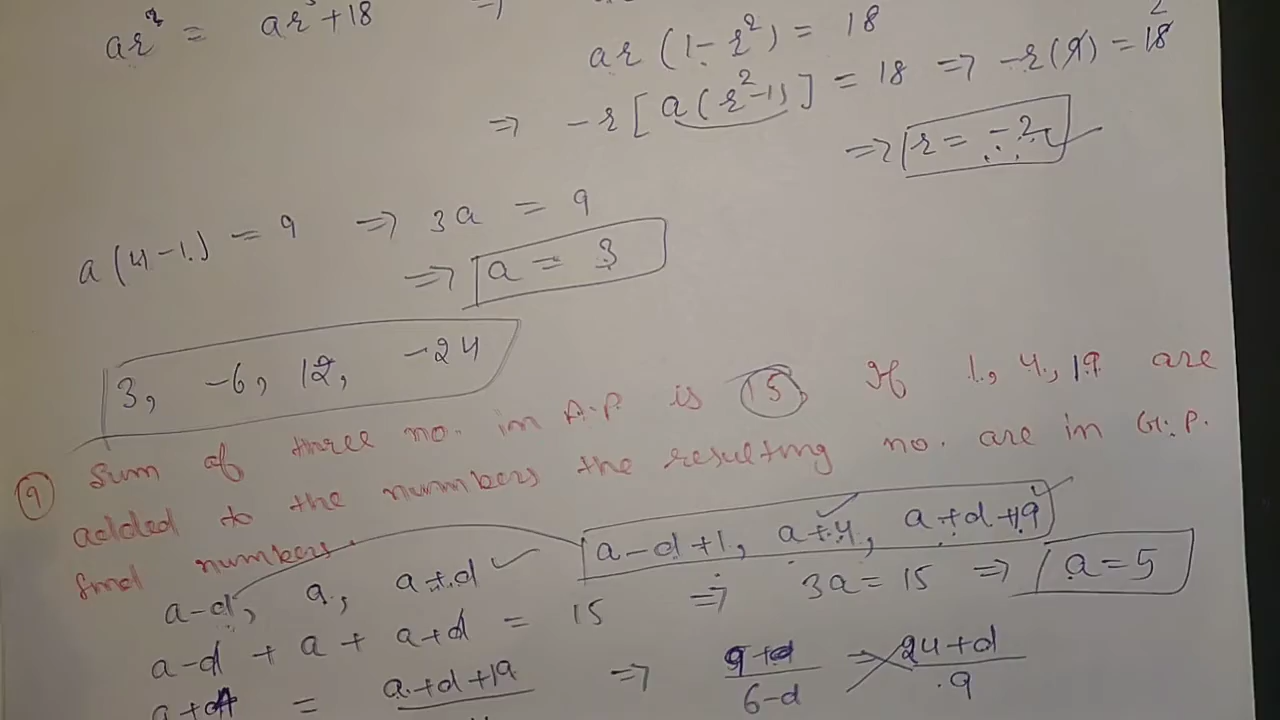 ar² = ar³+18 ⇒
ar(1-r²) = 18
⇒ -r[a(r²-1)] = 18 ⇒ -r(9) = 18 2
⇒ r = -2
a(4-1) = 9 ⇒ 3a = 9
⇒ a = 3
3, -6, 12, -24
9 Sum of three no. in A.P. is 15. If 1, 4, 19 are
added to the numbers the resulting no. are in G.P.
find numbers.
a-d+1, a+4, a+d+19
a-d, a, a+d
a-d + a + a+d = 15 ⇒ 3a = 15 ⇒ a=5
= a+d+19 ⇒ 9+d/6-d = 24+d/9